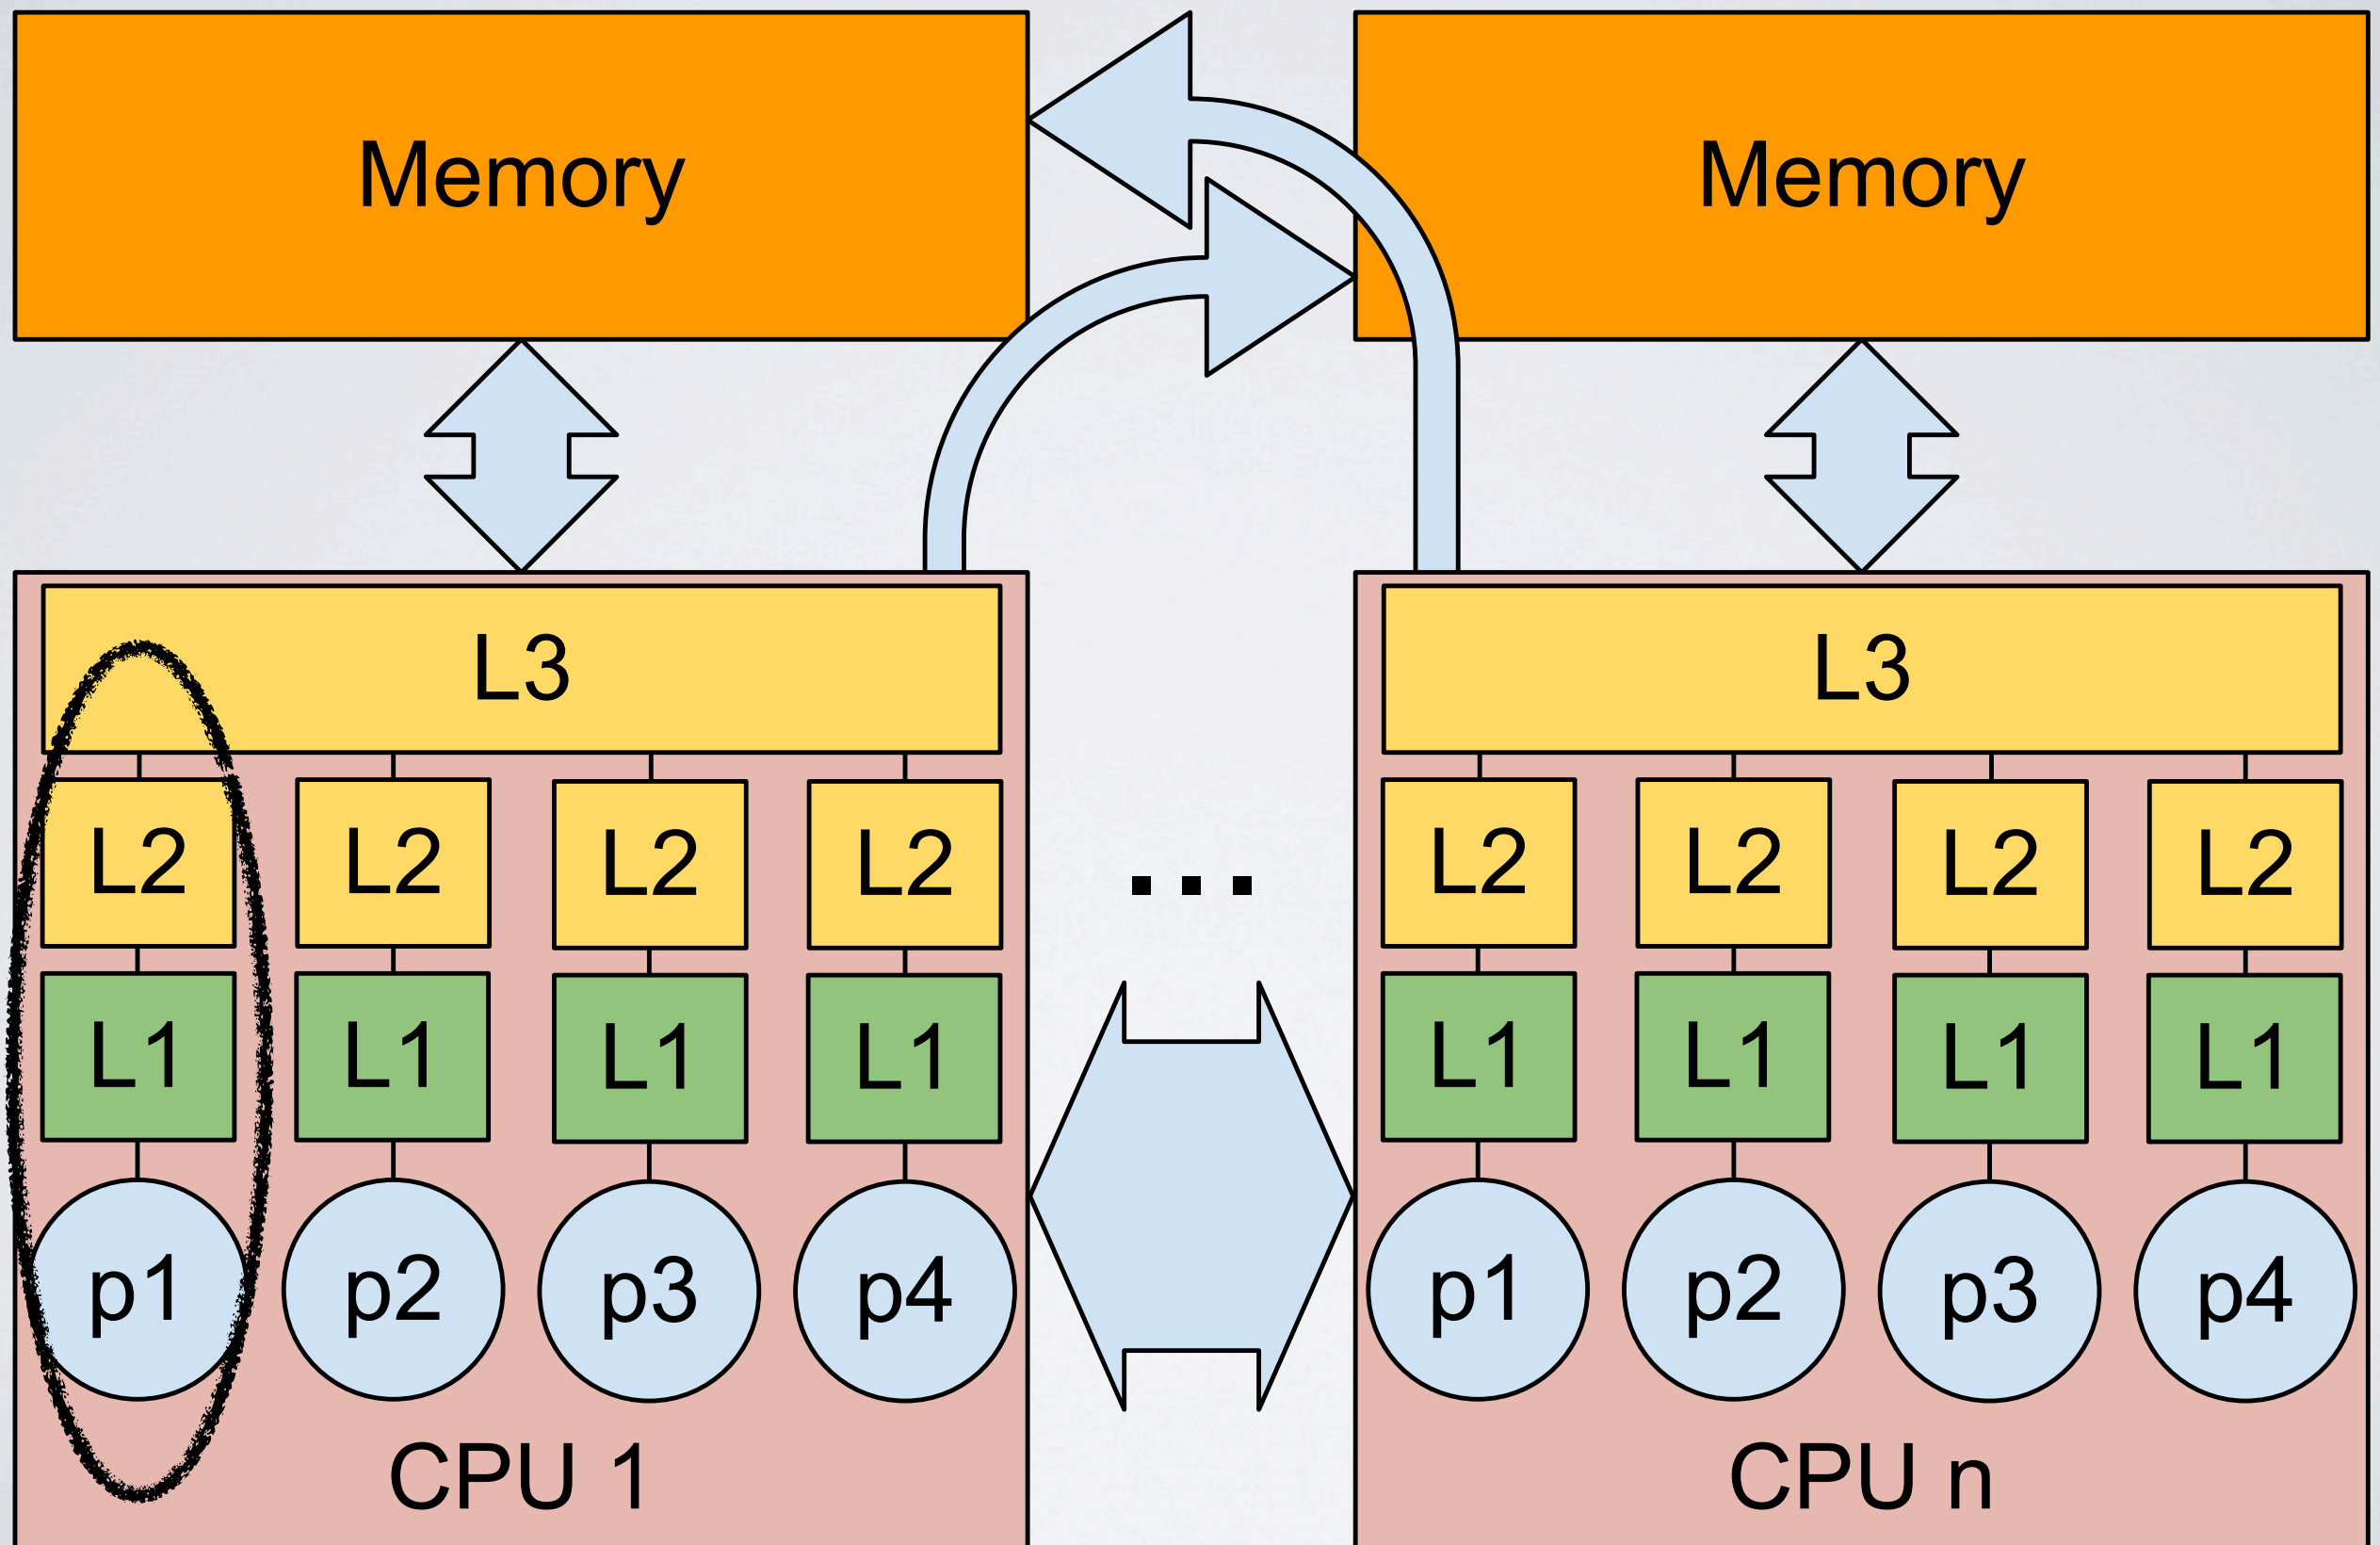 Memory Memory
L3 L3
L2 L2 L2 L2 ... L2 L2 L2 L2
L1 L1 L1 L1 L1 L1 L1 L1
p1 p2 p3 p4 p1 p2 p3 p4
CPU 1 CPU n